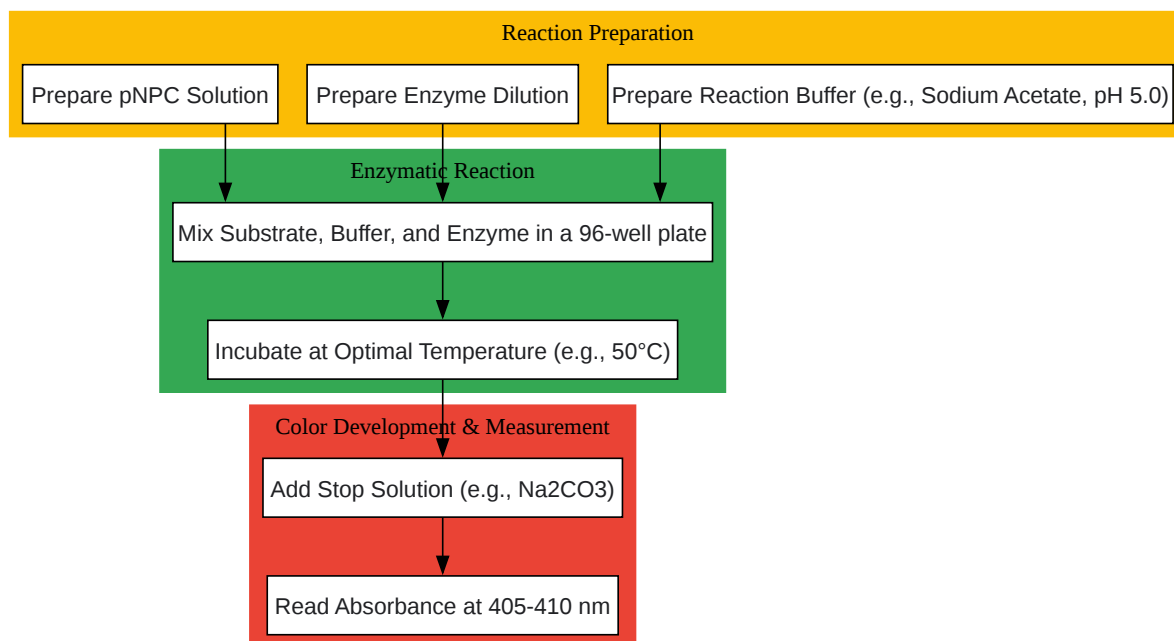 Reaction Preparation
Prepare pNPC Solution
Prepare Enzyme Dilution
Prepare Reaction Buffer (e.g., Sodium Acetate, pH 5.0)
Enzymatic Reaction
Mix Substrate, Buffer, and Enzyme in a 96-well plate
Incubate at Optimal Temperature (e.g., 50°C)
Color Development & Measurement
Add Stop Solution (e.g., Na2CO3)
Read Absorbance at 405-410 nm